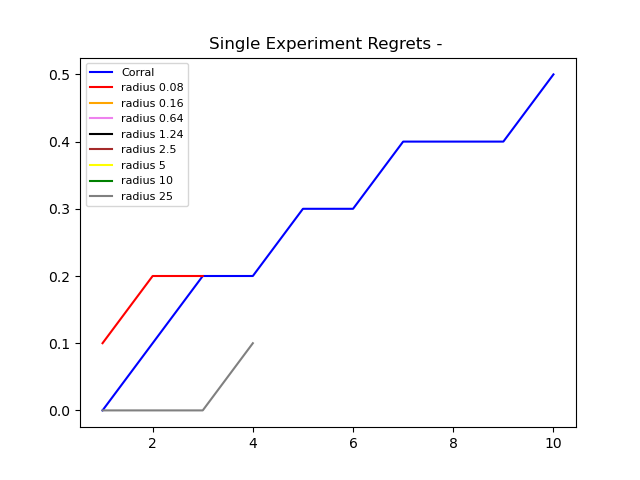 Single Experiment Regrets -
Corral
radius 0.08
radius 0.16
radius 0.64
radius 1.24
radius 2.5
radius 5
radius 10
radius 25
0.5
0.4
0.3
0.2
0.1
0.0
2 4 6 8 10